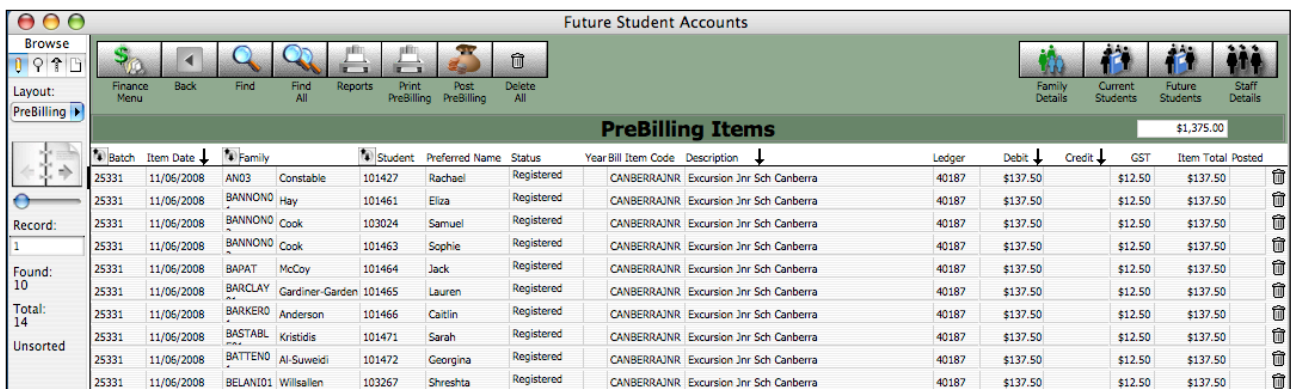 Future Student Accounts
Browse
Layout:
PreBilling
Record:
1
Found:
10
Total:
14
Unsorted
Finance Menu Back Find Find All Reports Print PreBilling Post PreBilling Delete All Family Details Current Students Future Students Staff Details
PreBilling Items $1,375.00
Batch Item Date Family Student Preferred Name Status Year Bill Item Code Description Ledger Debit Credit GST Item Total Posted
25331 11/06/2008 AN03 Constable 101427 Rachael Registered CANBERRAJNR Excursion Jnr Sch Canberra 40187 $137.50 $12.50 $137.50
25331 11/06/2008 BANNON0 Hay 101461 Eliza Registered CANBERRAJNR Excursion Jnr Sch Canberra 40187 $137.50 $12.50 $137.50
25331 11/06/2008 BANNON0 Cook 103024 Samuel Registered CANBERRAJNR Excursion Jnr Sch Canberra 40187 $137.50 $12.50 $137.50
25331 11/06/2008 BANNON0 Cook 101463 Sophie Registered CANBERRAJNR Excursion Jnr Sch Canberra 40187 $137.50 $12.50 $137.50
25331 11/06/2008 BAPAT McCoy 101464 Jack Registered CANBERRAJNR Excursion Jnr Sch Canberra 40187 $137.50 $12.50 $137.50
25331 11/06/2008 BARCLAY Gardiner-Garden 101465 Lauren Registered CANBERRAJNR Excursion Jnr Sch Canberra 40187 $137.50 $12.50 $137.50
25331 11/06/2008 BARKER0 Anderson 101466 Caitlin Registered CANBERRAJNR Excursion Jnr Sch Canberra 40187 $137.50 $12.50 $137.50
25331 11/06/2008 BASTABL Kristidis 101471 Sarah Registered CANBERRAJNR Excursion Jnr Sch Canberra 40187 $137.50 $12.50 $137.50
25331 11/06/2008 BATTEN0 Al-Suweidi 101472 Georgina Registered CANBERRAJNR Excursion Jnr Sch Canberra 40187 $137.50 $12.50 $137.50
25331 11/06/2008 BELANI01 Willsallen 103267 Shreshta Registered CANBERRAJNR Excursion Jnr Sch Canberra 40187 $137.50 $12.50 $137.50